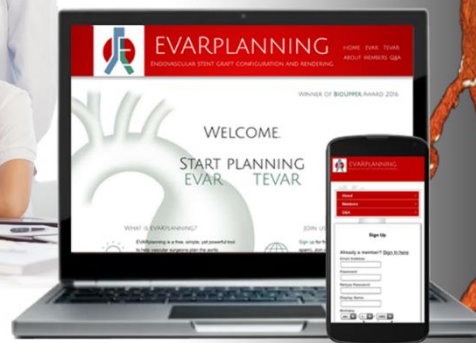 EVARPLANNING
ENDOVASCULAR STENT GRAFT CONFIGURATION AND RENDERING
HOME EVAR TEVAR
ABOUT MEMBERS Q&A
WINNER OF BIOUPPER AWARD 2016
WELCOME.
START PLANNING
EVAR TEVAR
WHAT IS EVARPLANNING?
JOIN US
EVARplanning is a free, simple, yet powerful tool
to help vascular surgeons plan the aortic
Sign up for
EVARPLANNING
About
Members
Q&A
Sign Up
Already a member? Sign in here
Email Address
Password
Retype Password
Display Name
Birthday